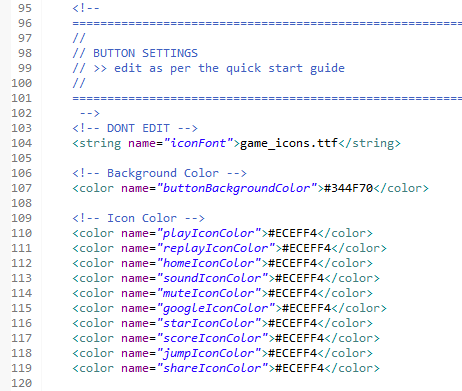 95 <!--
96 ====================================================
97 //
98 // BUTTON SETTINGS
99 // >> edit as per the quick start guide
100 //
101 ====================================================
102 -->
103 <!-- DONT EDIT -->
104 <string name="iconFont">game_icons.ttf</string>
105
106 <!-- Background Color -->
107 <color name="buttonBackgroundColor">#344F70</color>
108
109 <!-- Icon Color -->
110 <color name="playIconColor">#ECEFF4</color>
111 <color name="replayIconColor">#ECEFF4</color>
112 <color name="homeIconColor">#ECEFF4</color>
113 <color name="soundIconColor">#ECEFF4</color>
114 <color name="muteIconColor">#ECEFF4</color>
115 <color name="googleIconColor">#ECEFF4</color>
116 <color name="starIconColor">#ECEFF4</color>
117 <color name="scoreIconColor">#ECEFF4</color>
118 <color name="jumpIconColor">#ECEFF4</color>
119 <color name="shareIconColor">#ECEFF4</color>
120